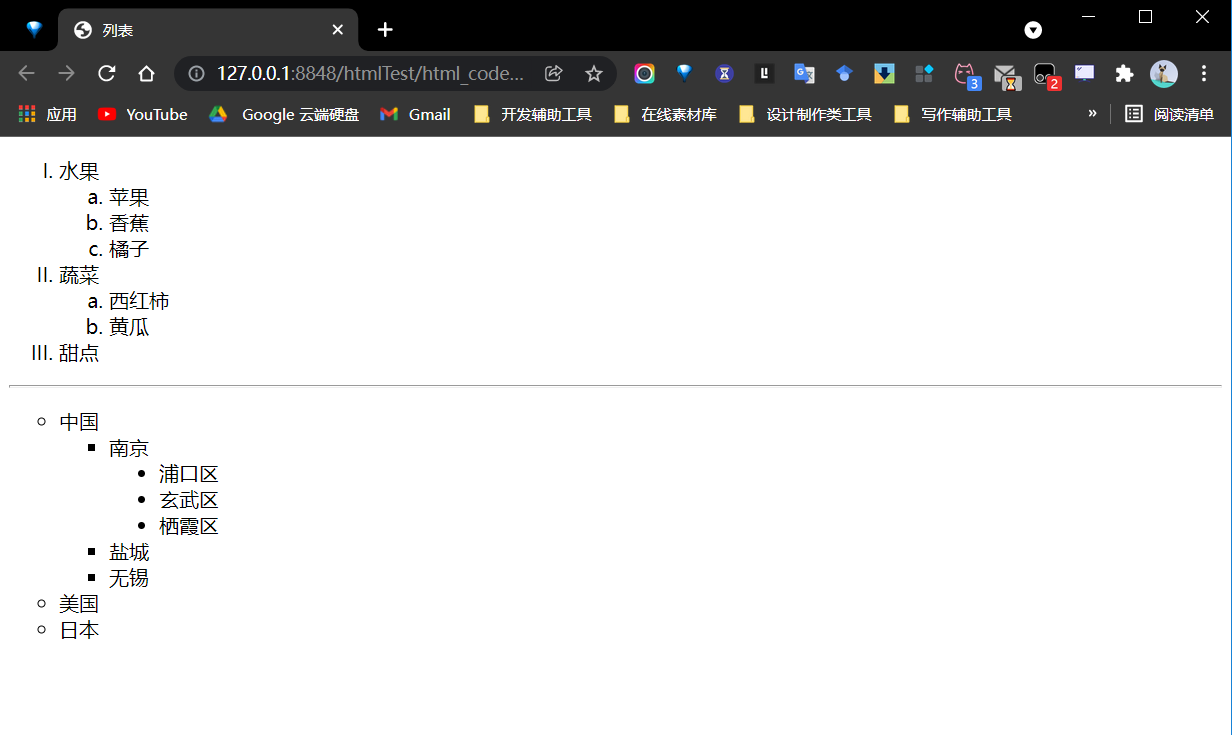 列表
127.0.0.1:8848/htmlTest/html_code...
3
2
应用 YouTube Google 云端硬盘 Gmail 开发辅助工具 在线素材库 设计制作类工具 写作辅助工具 » 阅读清单
I. 水果
a. 苹果
b. 香蕉
c. 橘子
II. 蔬菜
a. 西红柿
b. 黄瓜
III. 甜点
中国
南京
浦口区
玄武区
栖霞区
盐城
无锡
美国
日本